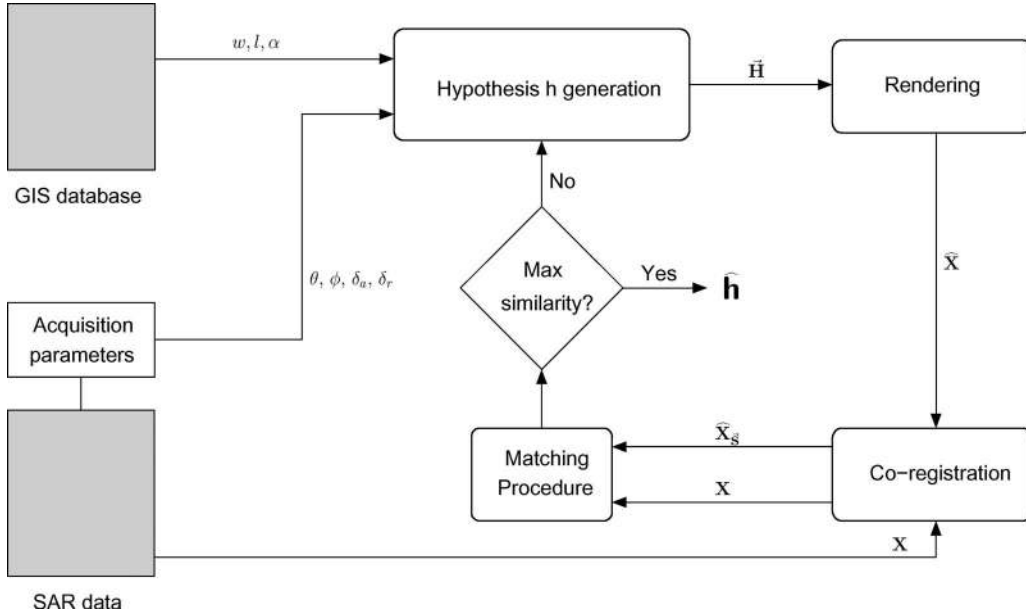 w, l, α
Hypothesis h generation
H⃗
Rendering
GIS database
No
θ, φ, δₐ, δᵣ
Max
similarity?
Yes
ĥ
X̂
Acquisition
parameters
Matching
Procedure
X̂ₛ⃗
X
Co−registration
X
SAR data